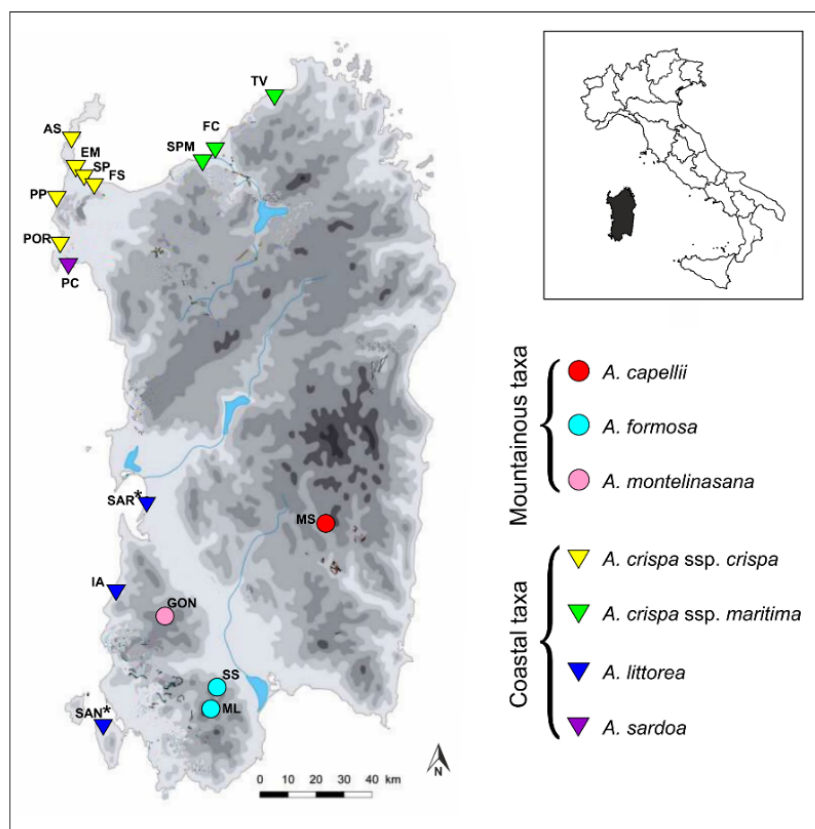 TV
AS
FC
EM
SPM
SP
FS
PP
POR
PC
SAR*
MS
IA
GON
SS
SAN*
ML
N
0 10 20 30 40 km
Mountainous taxa
A. capellii
A. formosa
A. montelinasana
Coastal taxa
A. crispa ssp. crispa
A. crispa ssp. maritima
A. littorea
A. sardoa